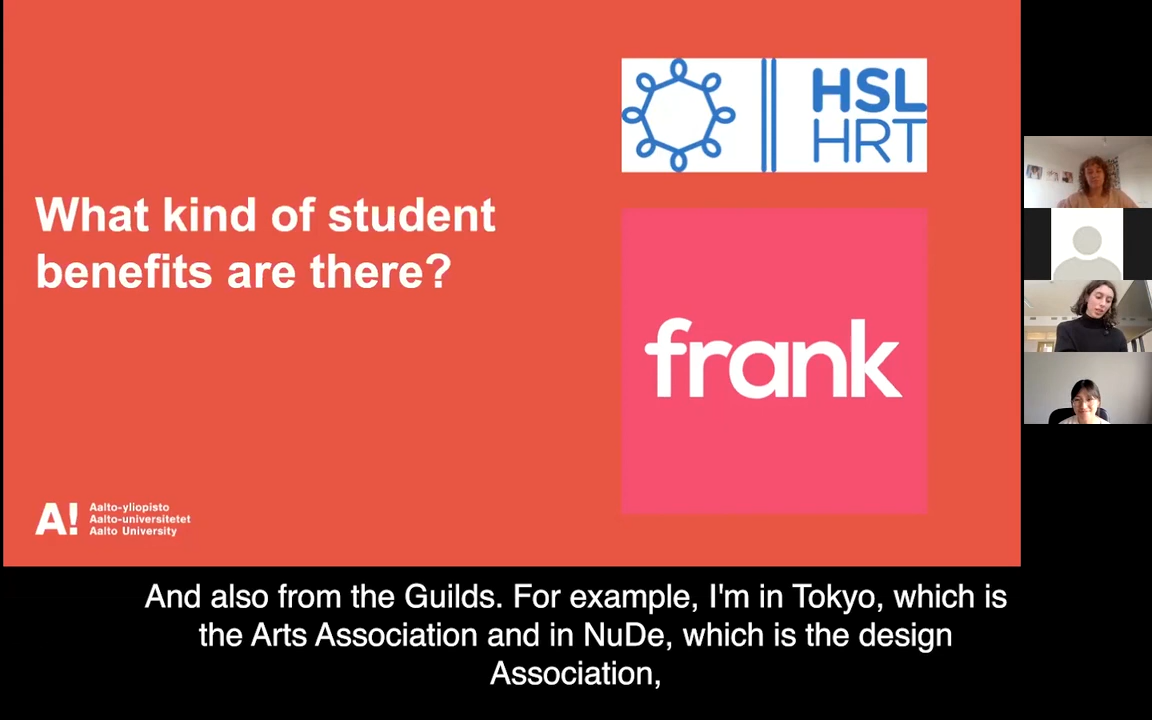 HSL
HRT
What kind of student
benefits are there?
frank
A!
Aalto-yliopisto
Aalto-universitetet
Aalto University
And also from the Guilds. For example, I'm in Tokyo, which is
the Arts Association and in NuDe, which is the design
Association,